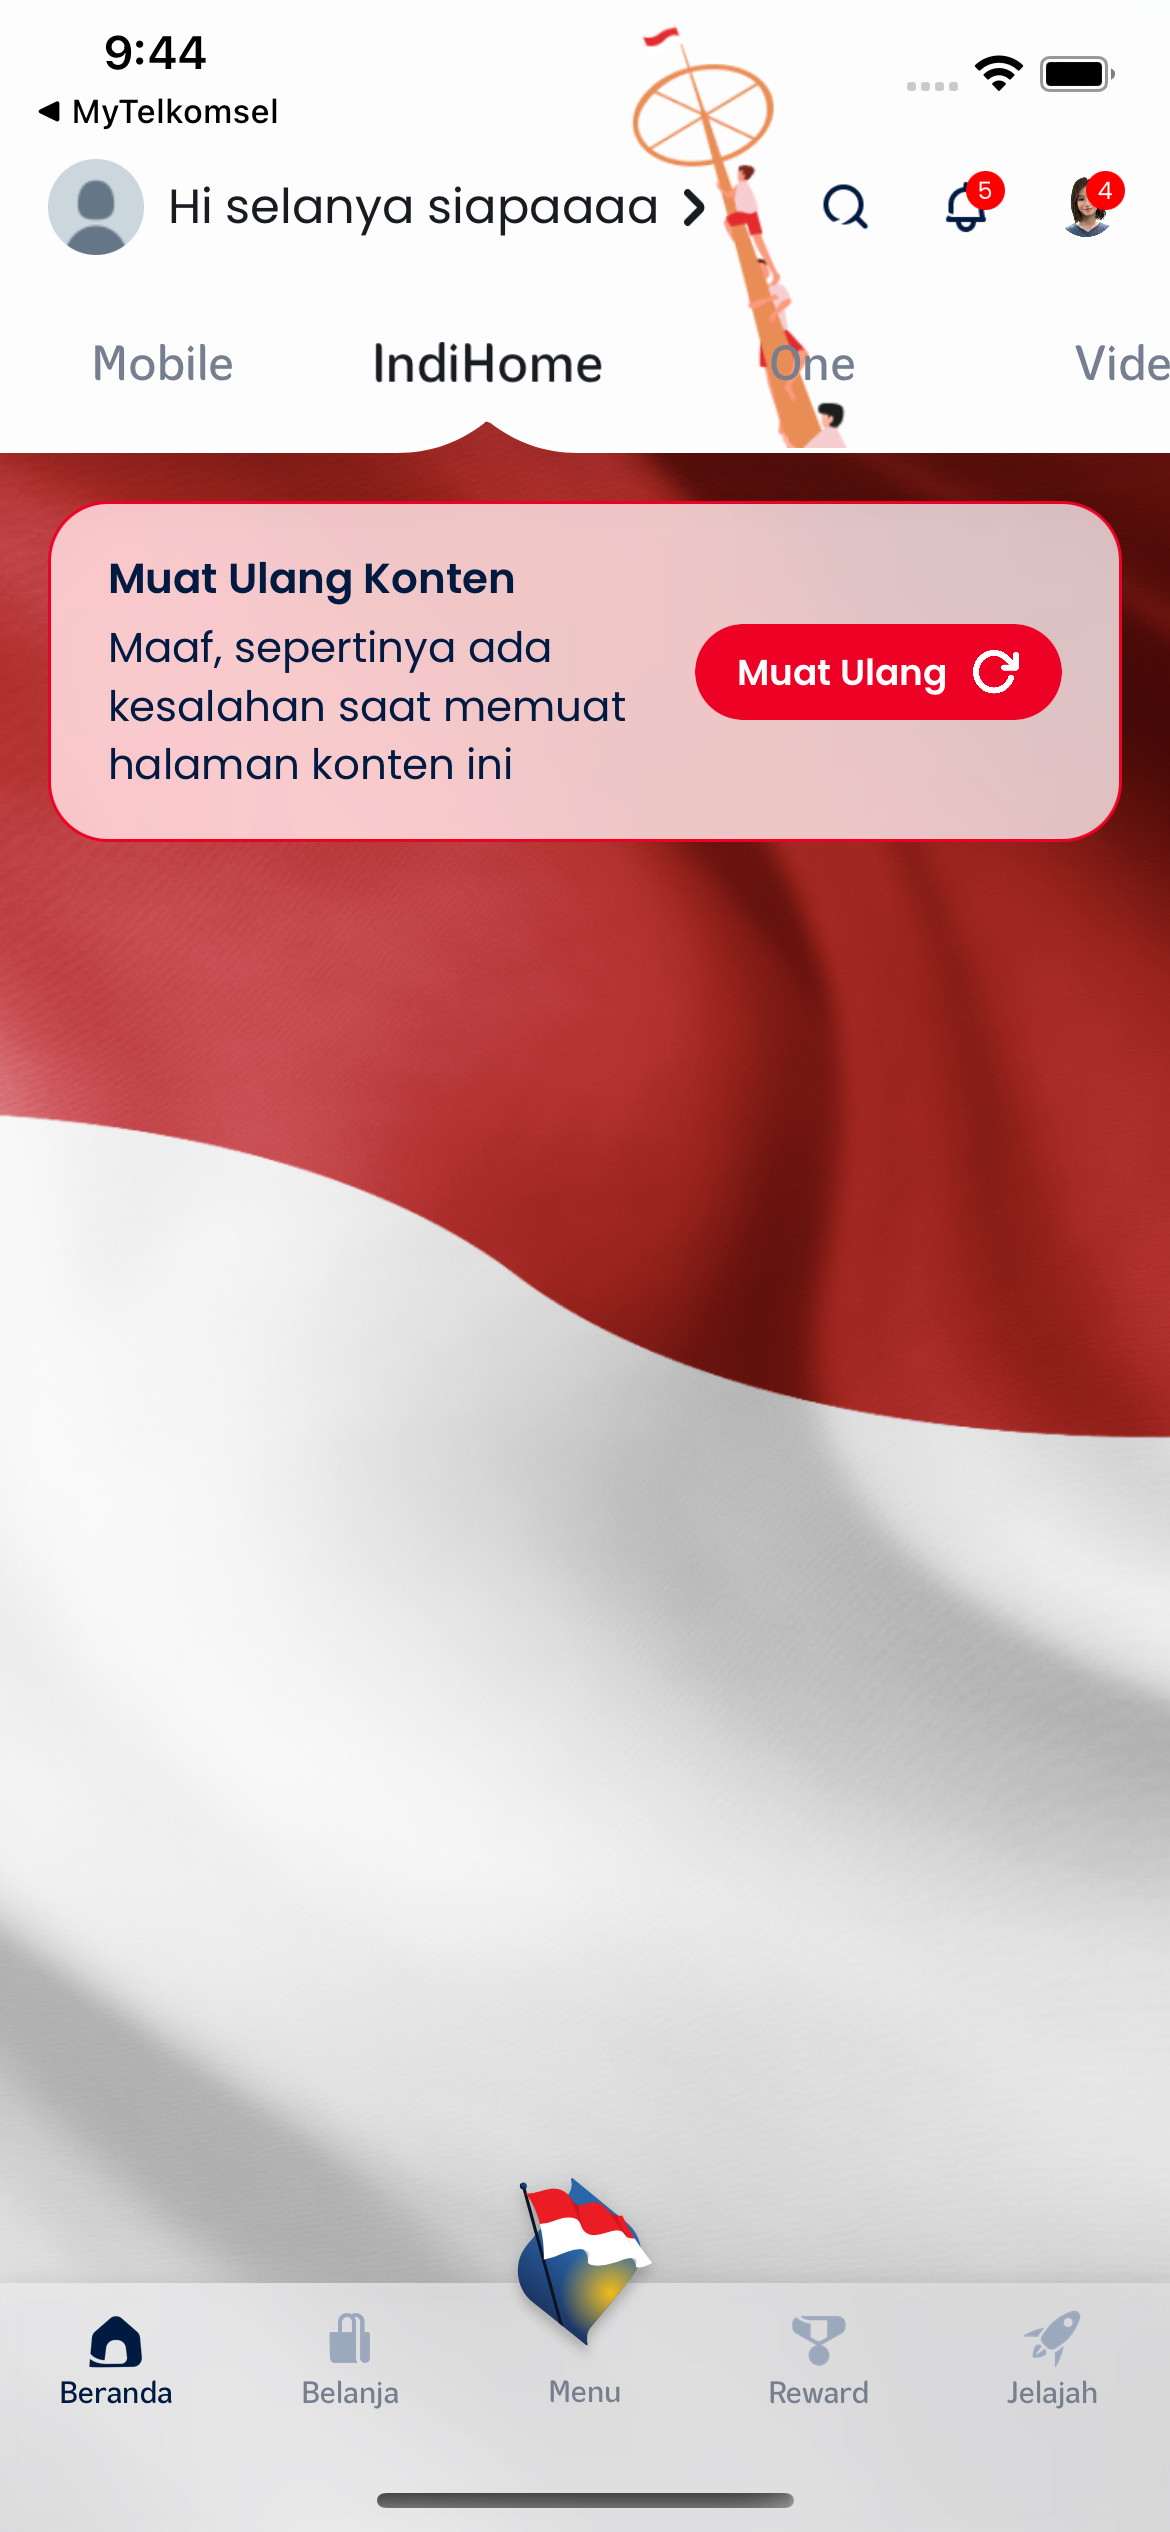 9:44
◀ MyTelkomsel
Hi selanya siapaaaa
5
4
Mobile
IndiHome
One
Vide
Muat Ulang Konten
Maaf, sepertinya ada
kesalahan saat memuat
halaman konten ini
Muat Ulang
Beranda
Belanja
Menu
Reward
Jelajah